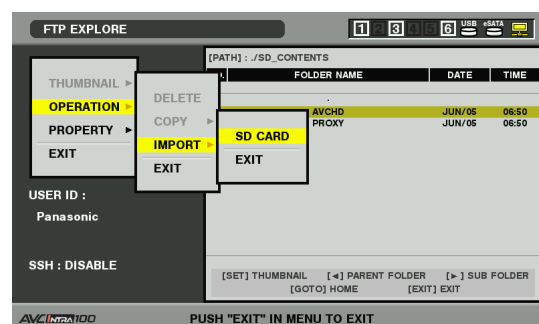 FTP EXPLORE
1 2 3 4 5 6 USB eSATA
[PATH] : ./SD_CONTENTS
FOLDER NAME DATE TIME
.
AVCHD JUN/05 06:50
PROXY JUN/05 06:50
THUMBNAIL ▶
OPERATION ▶
PROPERTY ▶
EXIT
DELETE
COPY ▶
IMPORT ▶
EXIT
SD CARD
EXIT
USER ID :
Panasonic
SSH : DISABLE
[SET] THUMBNAIL [◄] PARENT FOLDER [►] SUB FOLDER
[GOTO] HOME [EXIT] EXIT
AVC INTRA 100 PUSH "EXIT" IN MENU TO EXIT